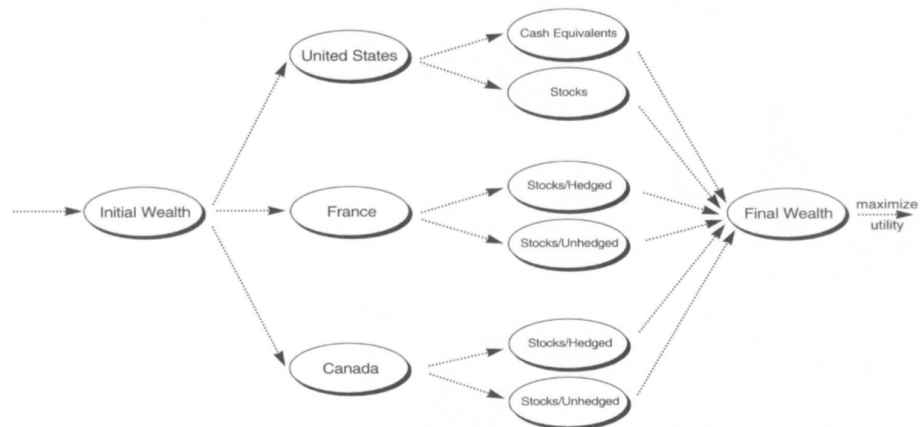 Cash Equivalents
United States
Stocks
Stocks/Hedged
Initial Wealth
France
Final Wealth
maximize
utility
Stocks/Unhedged
Stocks/Hedged
Canada
Stocks/Unhedged